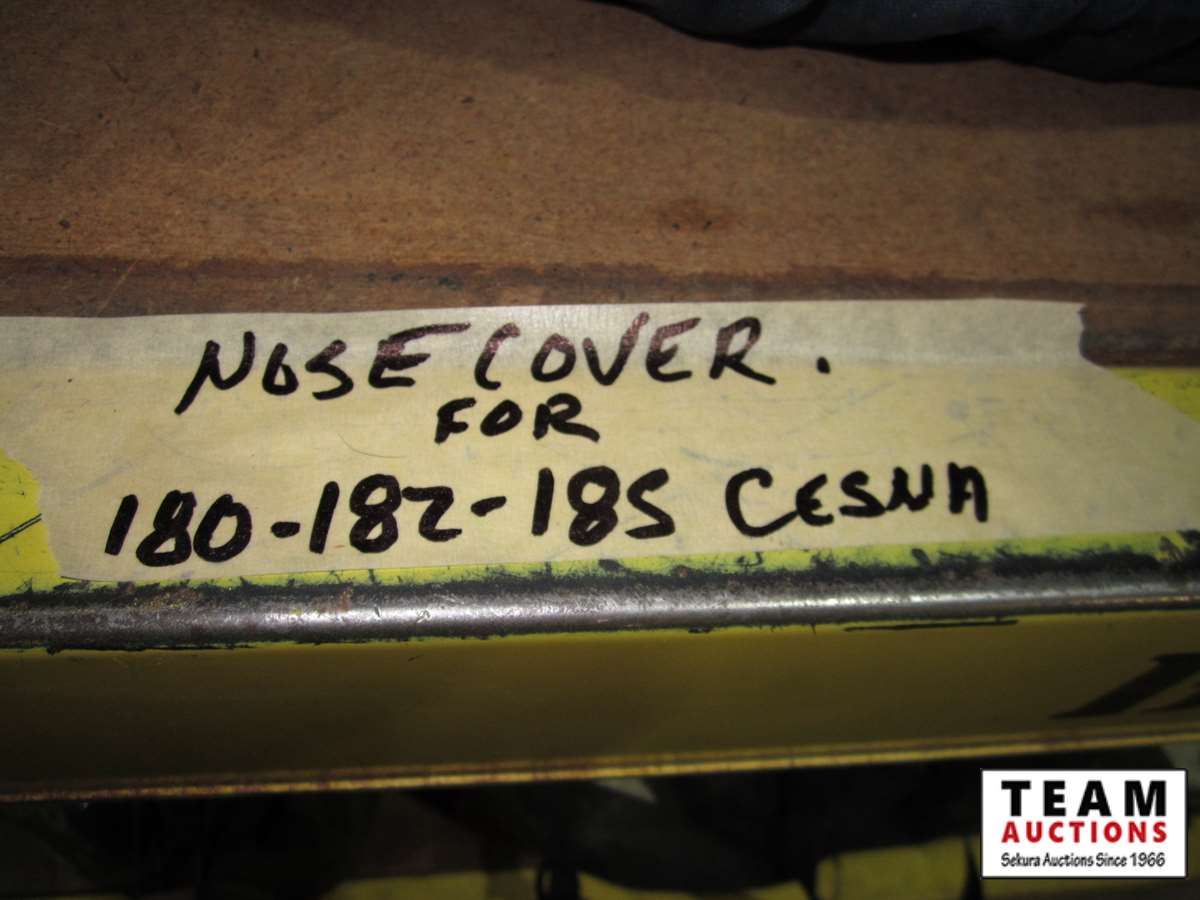 NOSE COVER.
FOR
180-182-185 CESNA
TEAM
AUCTIONS
Sekura Auctions Since 1966